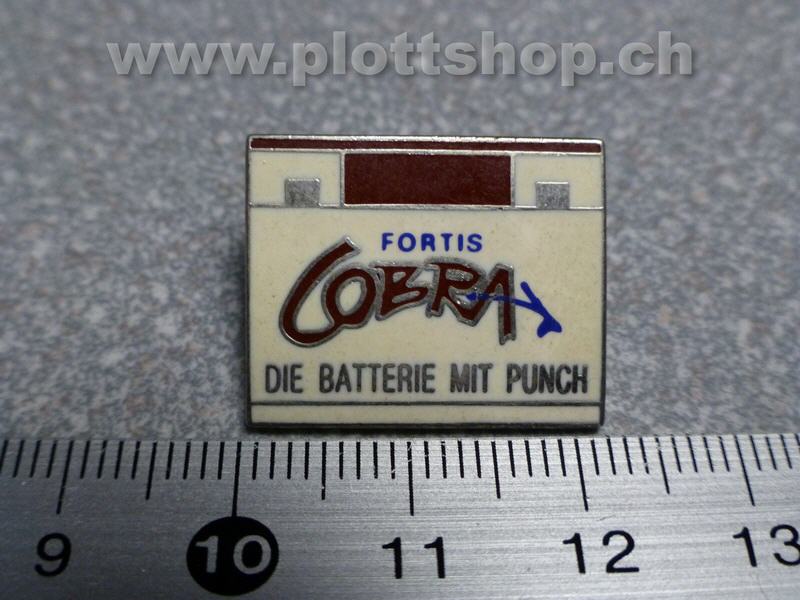 www.plottshop.ch
FORTIS
COBRA
DIE BATTERIE MIT PUNCH
9 10 11 12 13